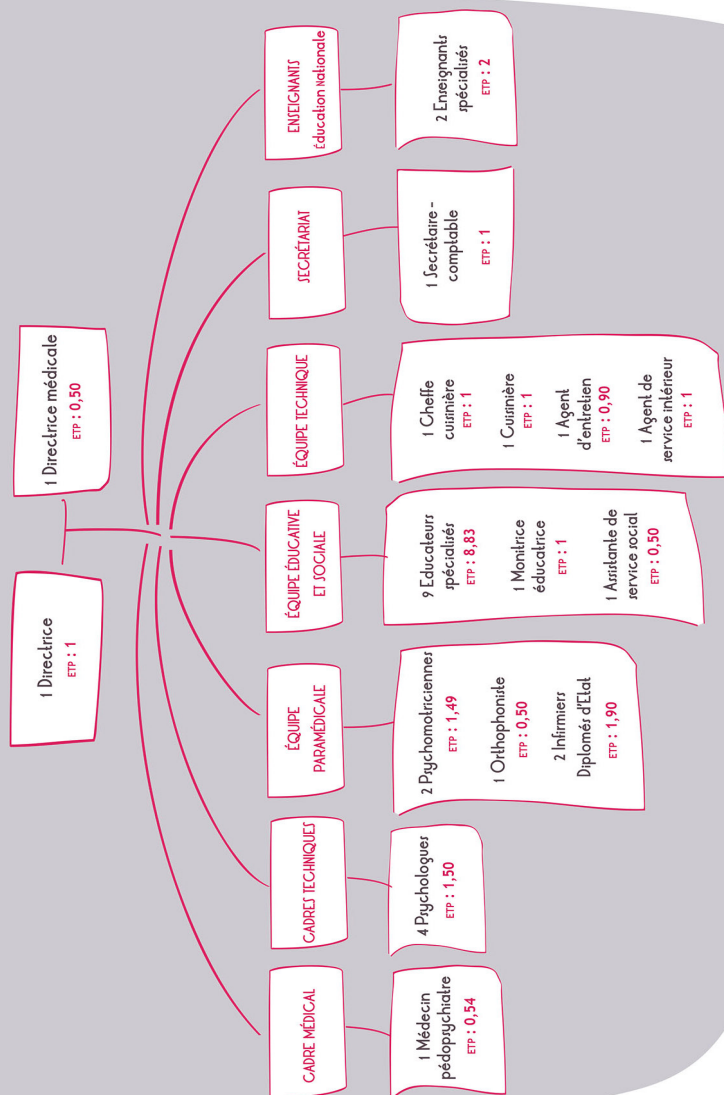 1 Directrice
ETP : 1
1 Directrice médicale
ETP : 0,50
CADRE MÉDICAL
1 Médecin
pédopsychiatre
ETP : 0,54
CADRES TECHNIQUES
4 Psychologues
ETP : 1,50
ÉQUIPE
PARAMÉDICALE
2 Psychomotriciennes
ETP : 1,49
1 Orthophoniste
ETP : 0,50
2 Infirmiers
Diplomés d'Etat
ETP : 1,90
ÉQUIPE ÉDUCATIVE
ET SOCIALE
9 Educateurs
spécialisés
ETP : 8,83
1 Monitrice
éducatrice
ETP : 1
1 Assistante de
service social
ETP : 0,50
ÉQUIPE TECHNIQUE
1 Cheffe
cuisinière
ETP : 1
1 Cuisinière
ETP : 1
1 Agent
d'entretien
ETP : 0,90
1 Agent de
service intérieur
ETP : 1
SECRÉTARIAT
1 Secrétaire -
comptable
ETP : 1
ENSEIGNANTS
Éducation Nationale
2 Enseignants
spécialisés
ETP : 2